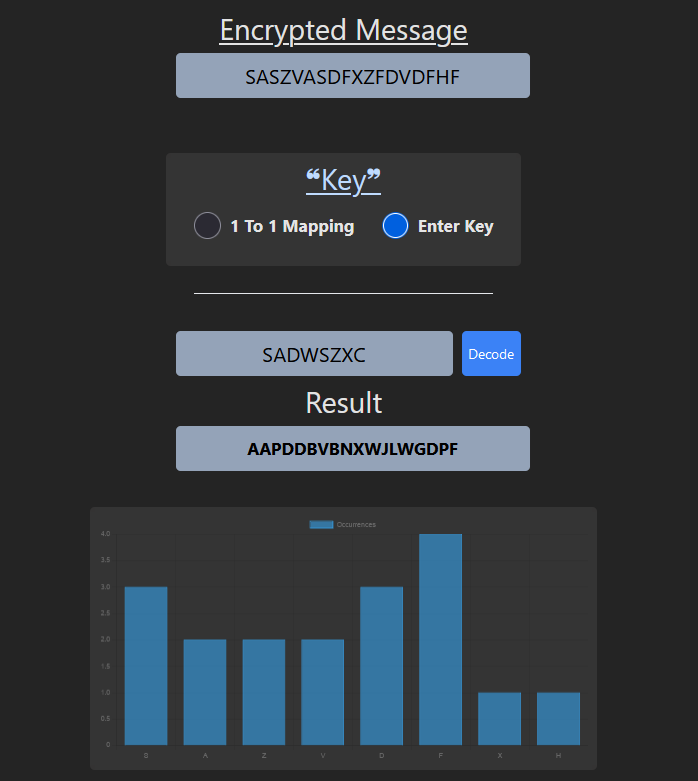 Encrypted Message
SASZVASDFXZFDVDFHF
❝Key❞
1 To 1 Mapping Enter Key
SADWSZXC Decode
Result
AAPDDBVBNXWJLWGDPF
Occurrences
4.0
3.5
3.0
2.5
2.0
1.5
1.0
0.5
0
S A Z V D F X H